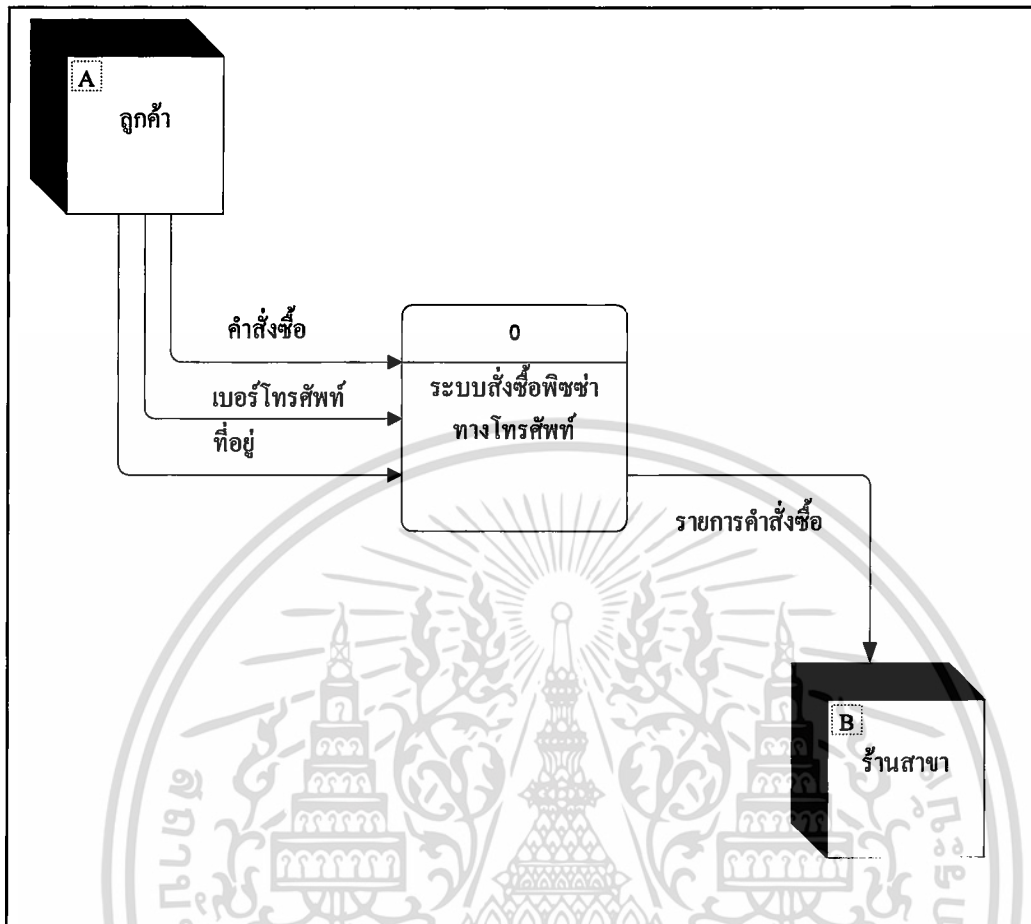 A
ลูกค้า
คำสั่งซื้อ
เบอร์โทรศัพท์
ที่อยู่
0
ระบบสั่งซื้อพิซซ่า
ทางโทรศัพท์
รายการคำสั่งซื้อ
B
ร้านสาขา